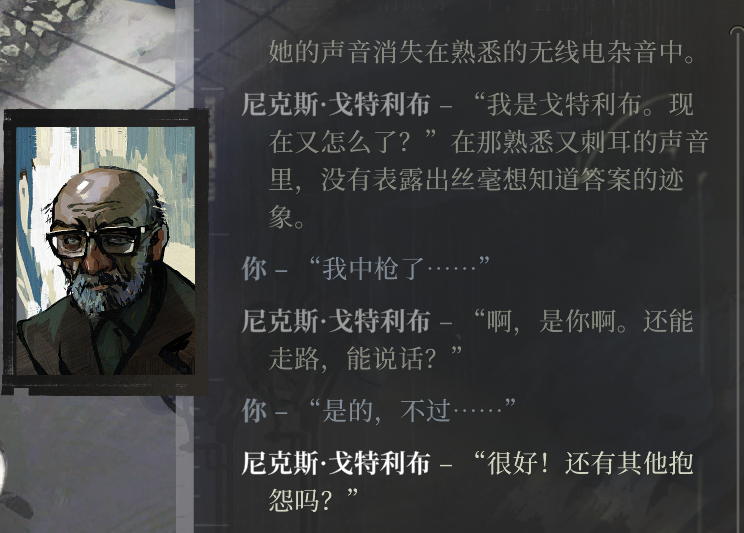 她的声音消失在熟悉的无线电杂音中。
尼克斯·戈特利布 – “我是戈特利布。现
在又怎么了？”在那熟悉又刺耳的声音
里，没有表露出丝毫想知道答案的迹
象。
你 – “我中枪了……”
尼克斯·戈特利布 – “啊，是你啊。还能
走路，能说话？”
你 – “是的，不过……”
尼克斯·戈特利布 – “很好！还有其他抱
怨吗？”